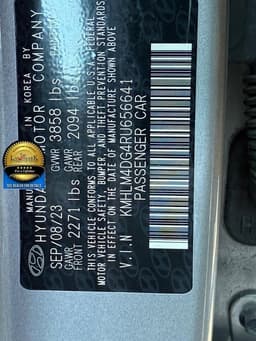 MANUFACTURED BY
IN KOREA BY
HYUNDAI MOTOR COMPANY
SEP/08/23 GVWR 3858 lbs
GAWR FRONT 2271 lbs GAWR REAR 2094 lbs
THIS VEHICLE CONFORMS TO ALL APPLICABLE U.S.A. FEDERAL
MOTOR VEHICLE SAFETY, BUMPER, AND THEFT PREVENTION STANDARDS
IN EFFECT ON THE DATE OF MANUFACTURE SHOWN ABOVE.
V.I.N KMHLM4DG4RU656641
PASSENGER CAR